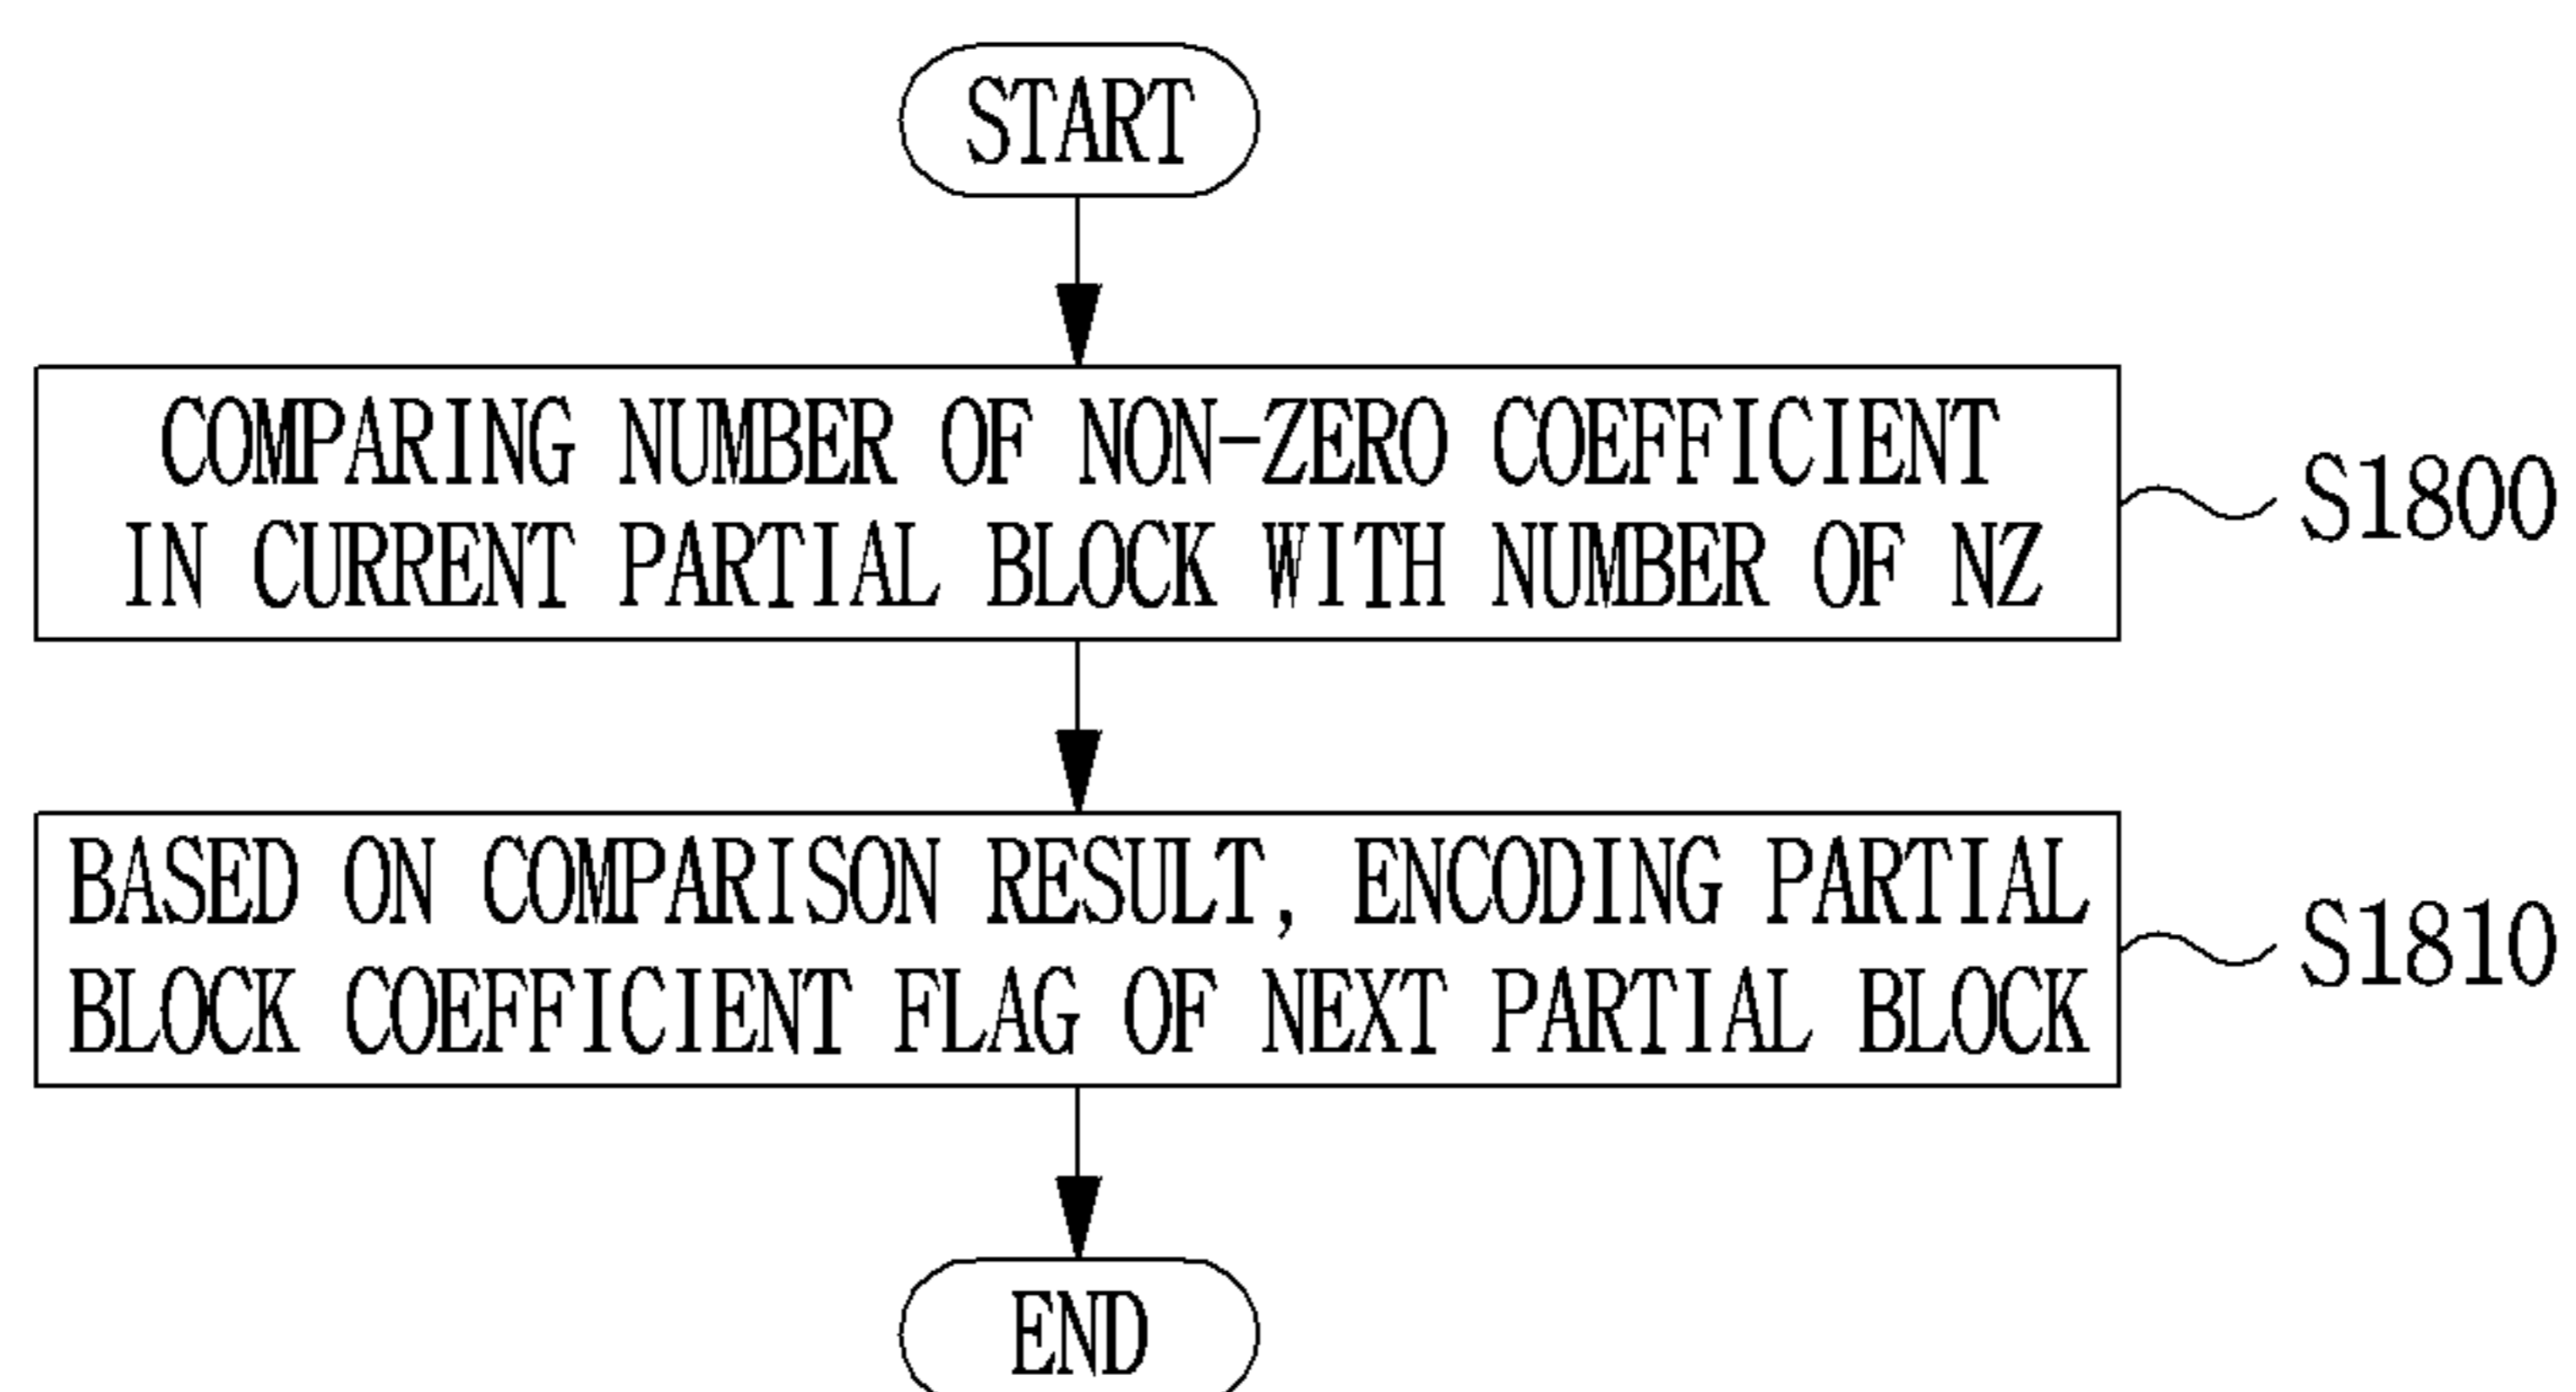 START
COMPARING NUMBER OF NON-ZERO COEFFICIENT
IN CURRENT PARTIAL BLOCK WITH NUMBER OF NZ
S1800
BASED ON COMPARISON RESULT, ENCODING PARTIAL
BLOCK COEFFICIENT FLAG OF NEXT PARTIAL BLOCK
S1810
END